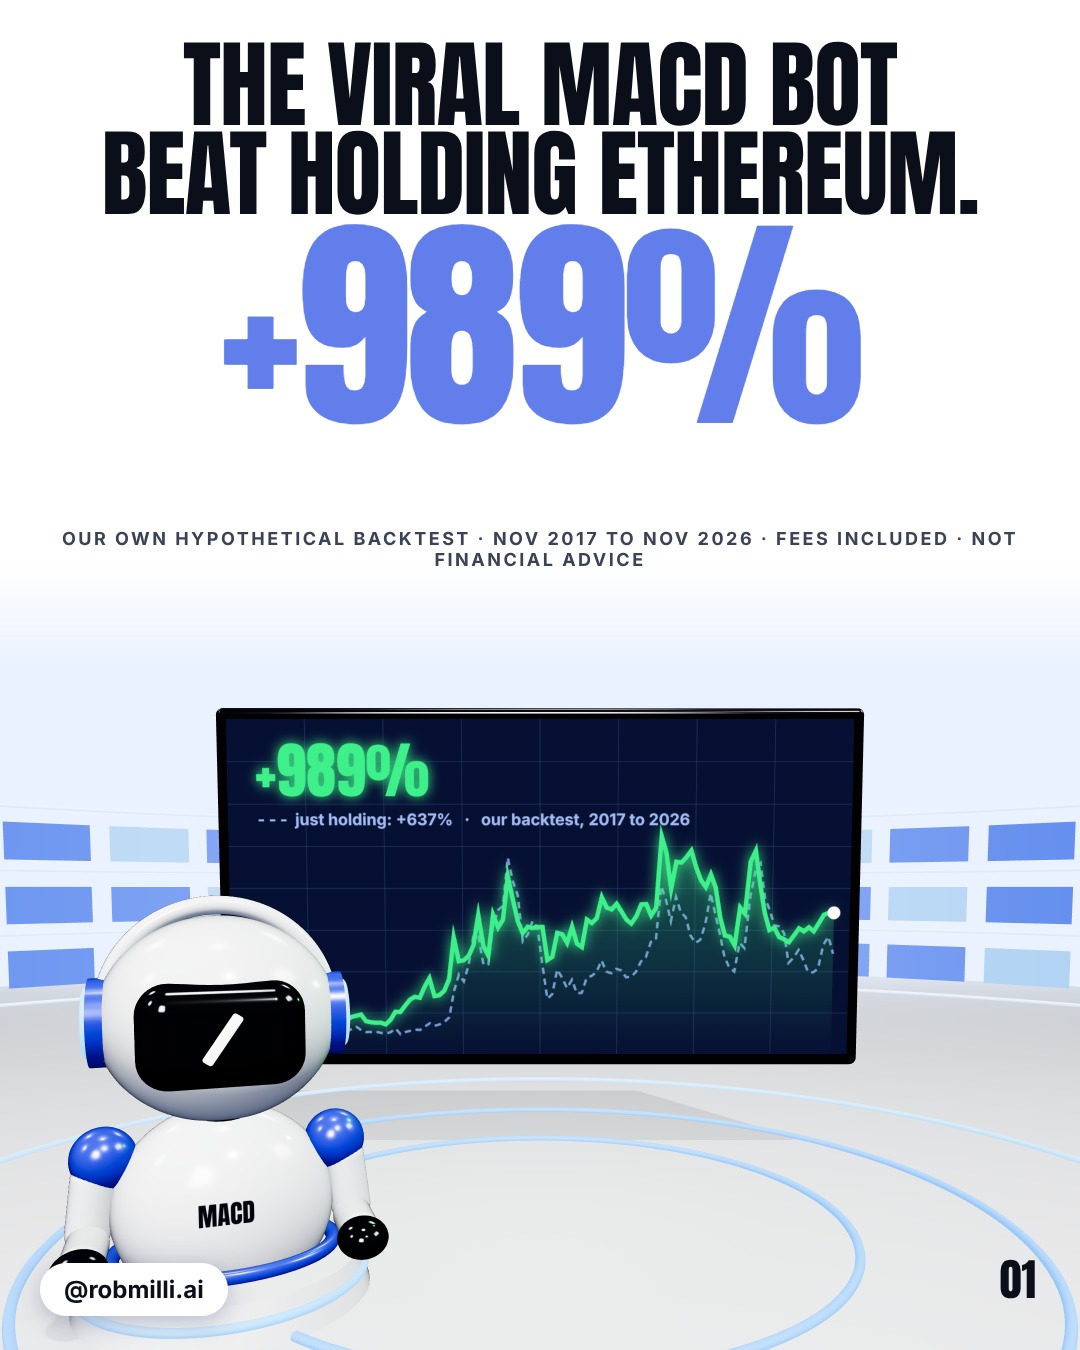 THE VIRAL MACD BOT
BEAT HOLDING ETHEREUM.
+989%
OUR OWN HYPOTHETICAL BACKTEST · NOV 2017 TO NOV 2026 · FEES INCLUDED · NOT
FINANCIAL ADVICE
+989%
--- just holding: +637% · our backtest, 2017 to 2026
MACD
@robmilli.ai
01